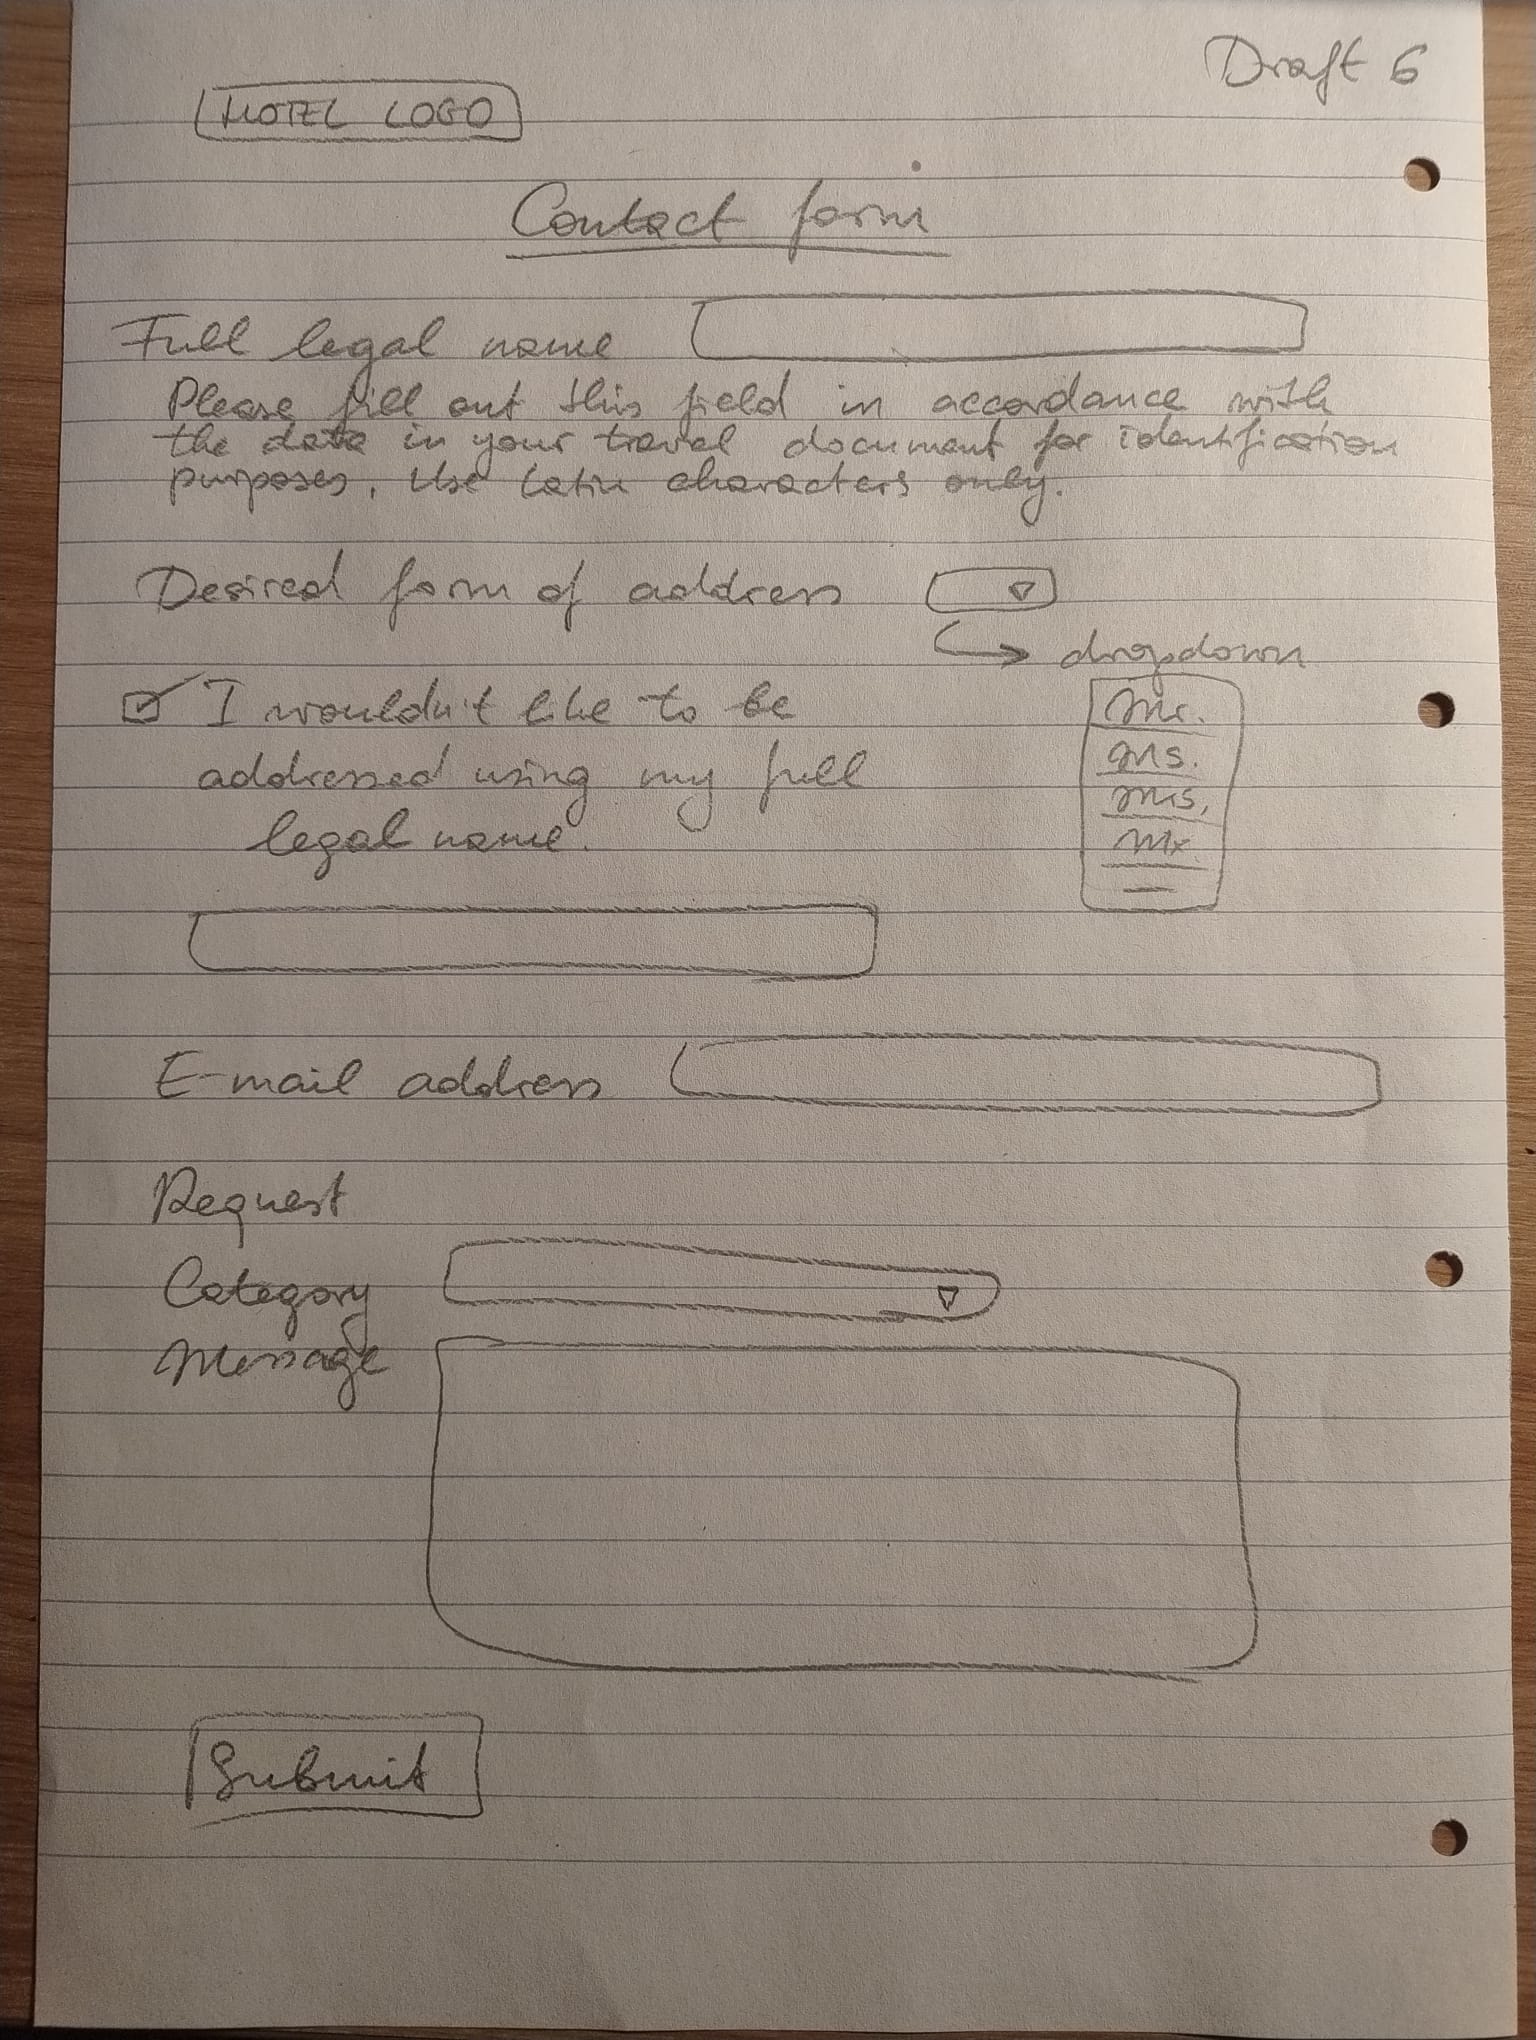 Draft 6
HOTEL LOGO
Contact form
Full legal name
Please fill out this field in accordance with
the data in your travel document for identification
purposes. Use latin characters only.
Desired form of address
dropdown
Mr.
Ms.
Mrs.
Mx.
—
I wouldn't like to be
addressed using my full
legal name.
E-mail address
Request
Category
Message
Submit